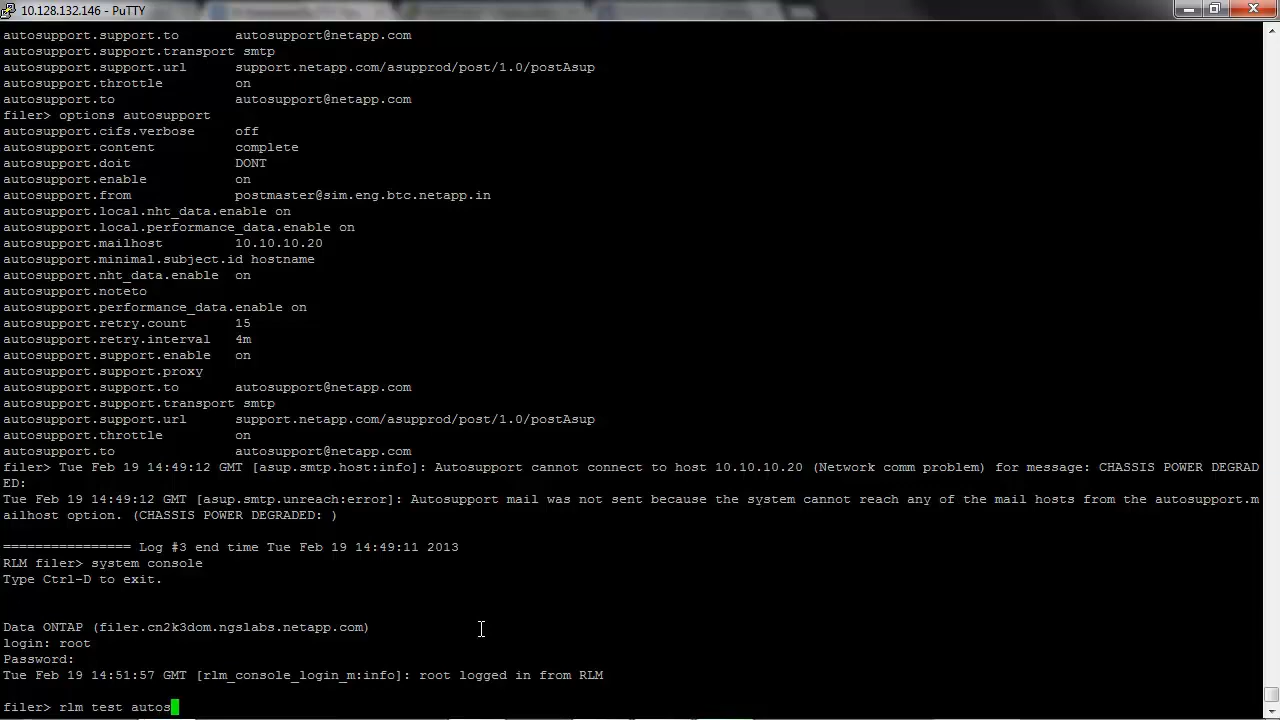 10.128.132.146 - PuTTY
autosupport.support.to autosupport@netapp.com
autosupport.support.transport smtp
autosupport.support.url support.netapp.com/asupprod/post/1.0/postAsup
autosupport.throttle on
autosupport.to autosupport@netapp.com
filer> options autosupport
autosupport.cifs.verbose off
autosupport.content complete
autosupport.doit DONT
autosupport.enable on
autosupport.from postmaster@sim.eng.btc.netapp.in
autosupport.local.nht_data.enable on
autosupport.local.performance_data.enable on
autosupport.mailhost 10.10.10.20
autosupport.minimal.subject.id hostname
autosupport.nht_data.enable on
autosupport.noteto
autosupport.performance_data.enable on
autosupport.retry.count 15
autosupport.retry.interval 4m
autosupport.support.enable on
autosupport.support.proxy
autosupport.support.to autosupport@netapp.com
autosupport.support.transport smtp
autosupport.support.url support.netapp.com/asupprod/post/1.0/postAsup
autosupport.throttle on
autosupport.to autosupport@netapp.com
filer> Tue Feb 19 14:49:12 GMT [asup.smtp.host:info]: Autosupport cannot connect to host 10.10.10.20 (Network comm problem) for message: CHASSIS POWER DEGRAD
ED:
Tue Feb 19 14:49:12 GMT [asup.smtp.unreach:error]: Autosupport mail was not sent because the system cannot reach any of the mail hosts from the autosupport.m
ailhost option. (CHASSIS POWER DEGRADED: )
================ Log #3 end time Tue Feb 19 14:49:11 2013
RLM filer> system console
Type Ctrl-D to exit.
Data ONTAP (filer.cn2k3dom.ngslabs.netapp.com)
login: root
Password:
Tue Feb 19 14:51:57 GMT [rlm_console_login_m:info]: root logged in from RLM
filer> rlm test autos